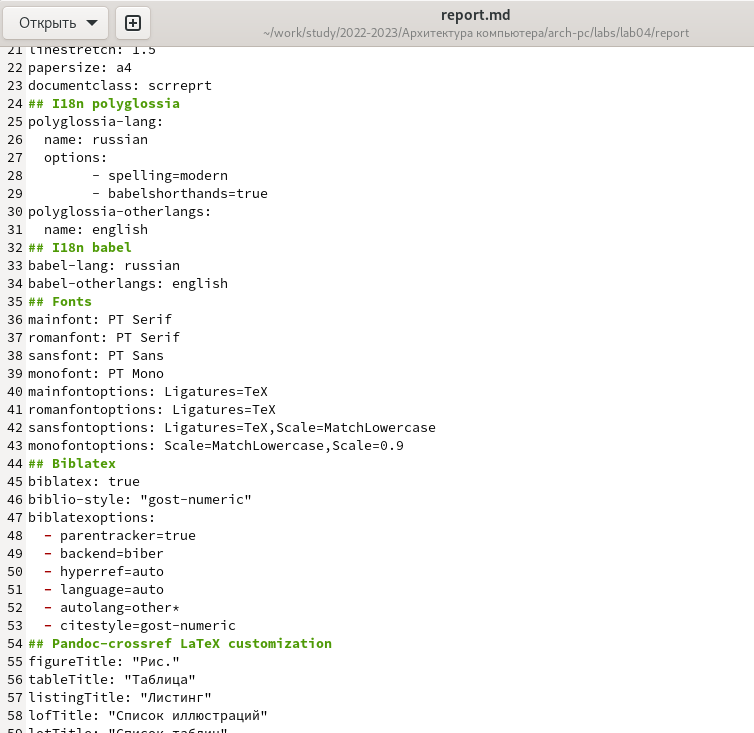 Открыть
report.md
~/work/study/2022-2023/Архитектура компьютера/arch-pc/labs/lab04/report
21 linestretch: 1.5
22 papersize: a4
23 documentclass: scrreprt
24 ## I18n polyglossia
25 polyglossia-lang:
26   name: russian
27   options:
28         - spelling=modern
29         - babelshorthands=true
30 polyglossia-otherlangs:
31   name: english
32 ## I18n babel
33 babel-lang: russian
34 babel-otherlangs: english
35 ## Fonts
36 mainfont: PT Serif
37 romanfont: PT Serif
38 sansfont: PT Sans
39 monofont: PT Mono
40 mainfontoptions: Ligatures=TeX
41 romanfontoptions: Ligatures=TeX
42 sansfontoptions: Ligatures=TeX,Scale=MatchLowercase
43 monofontoptions: Scale=MatchLowercase,Scale=0.9
44 ## Biblatex
45 biblatex: true
46 biblio-style: "gost-numeric"
47 biblatexoptions:
48   - parentracker=true
49   - backend=biber
50   - hyperref=auto
51   - language=auto
52   - autolang=other*
53   - citestyle=gost-numeric
54 ## Pandoc-crossref LaTeX customization
55 figureTitle: "Рис."
56 tableTitle: "Таблица"
57 listingTitle: "Листинг"
58 lofTitle: "Список иллюстраций"
59 lotTitle: "Список таблиц"